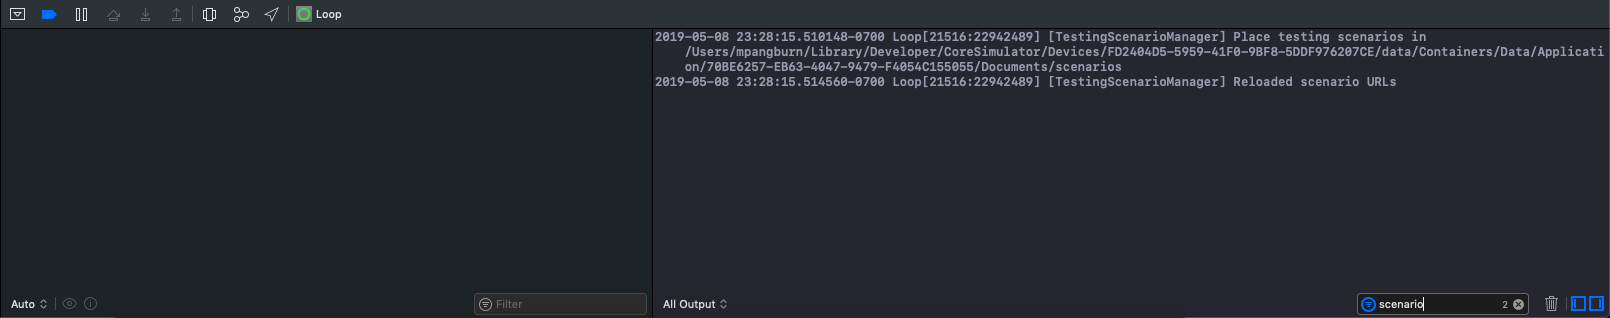 Loop
2019-05-08 23:28:15.510148-0700 Loop[21516:22942489] [TestingScenarioManager] Place testing scenarios in
/Users/mpangburn/Library/Developer/CoreSimulator/Devices/FD2404D5-5959-41F0-9BF8-5DDF976207CE/data/Containers/Data/Applicati
on/70BE6257-EB63-4047-9479-F4054C155055/Documents/scenarios
2019-05-08 23:28:15.514560-0700 Loop[21516:22942489] [TestingScenarioManager] Reloaded scenario URLs
Auto
Filter
All Output
scenario 2